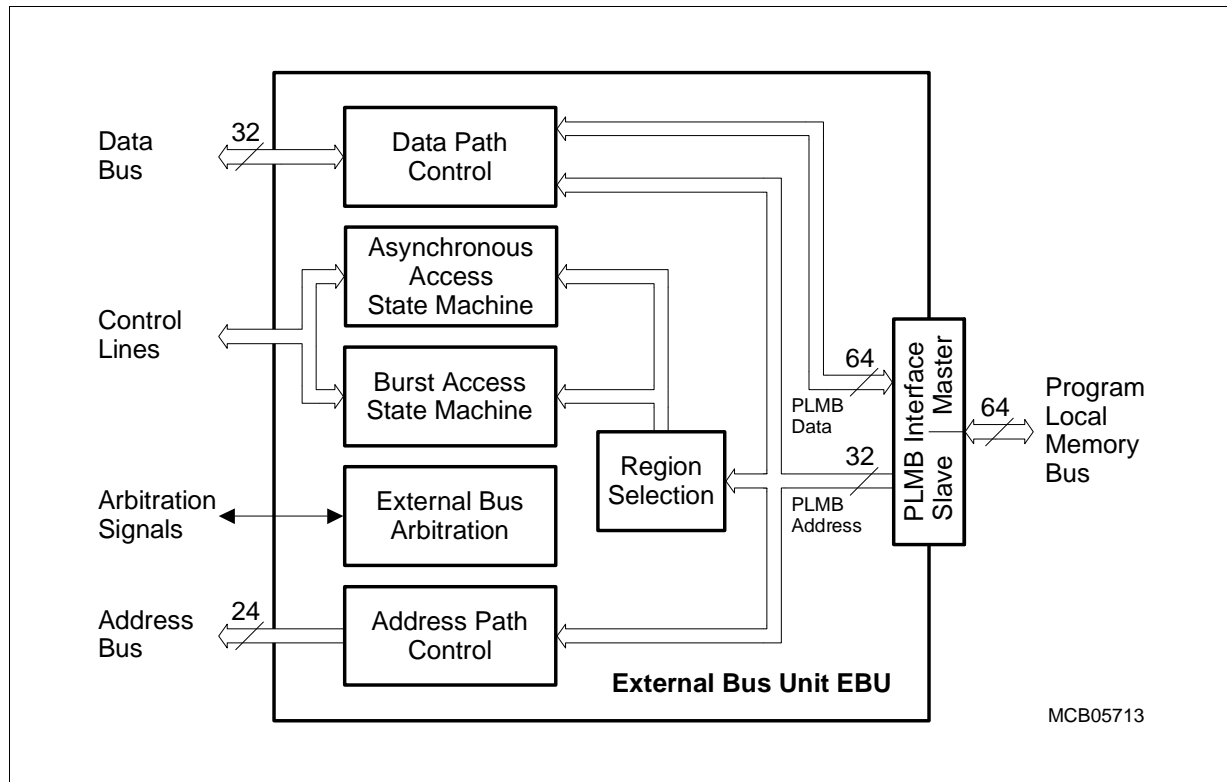 Data
Bus
32
Data Path
Control
Asynchronous
Access
State Machine
Control
Lines
Burst Access
State Machine
Region
Selection
64
PLMB
Data
32
PLMB
Address
PLMB Interface
Master
Slave
64
Program
Local
Memory
Bus
Arbitration
Signals
External Bus
Arbitration
Address
Bus
24
Address Path
Control
External Bus Unit EBU
MCB05713